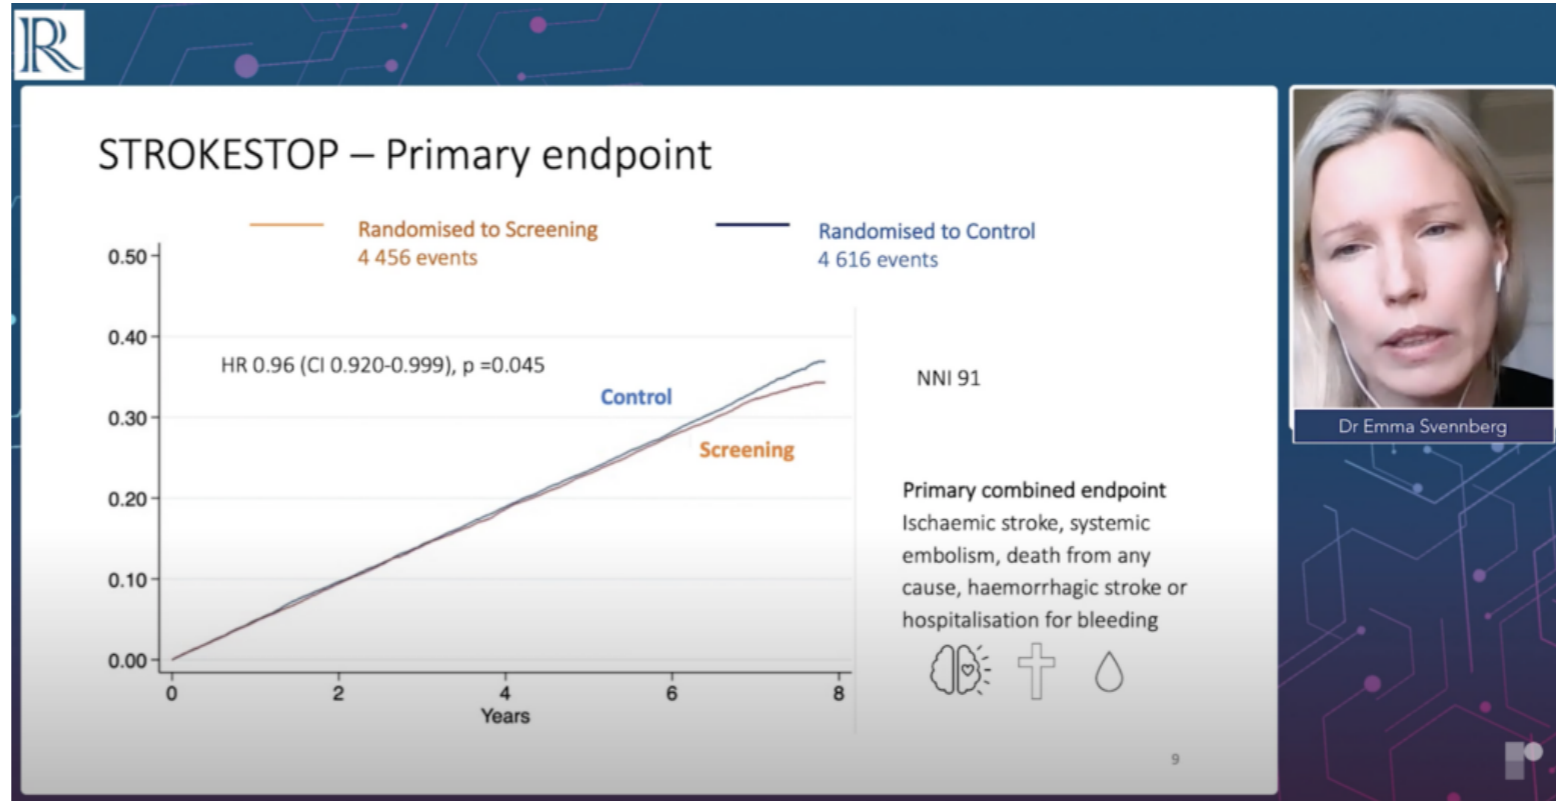 R
STROKESTOP – Primary endpoint
Randomised to Screening
4 456 events
Randomised to Control
4 616 events
0.50
0.40
0.30
0.20
0.10
0.00
HR 0.96 (CI 0.920-0.999), p =0.045
Control
Screening
0 2 4 6 8
Years
NNI 91
Primary combined endpoint
Ischaemic stroke, systemic
embolism, death from any
cause, haemorrhagic stroke or
hospitalisation for bleeding
9
Dr Emma Svennberg